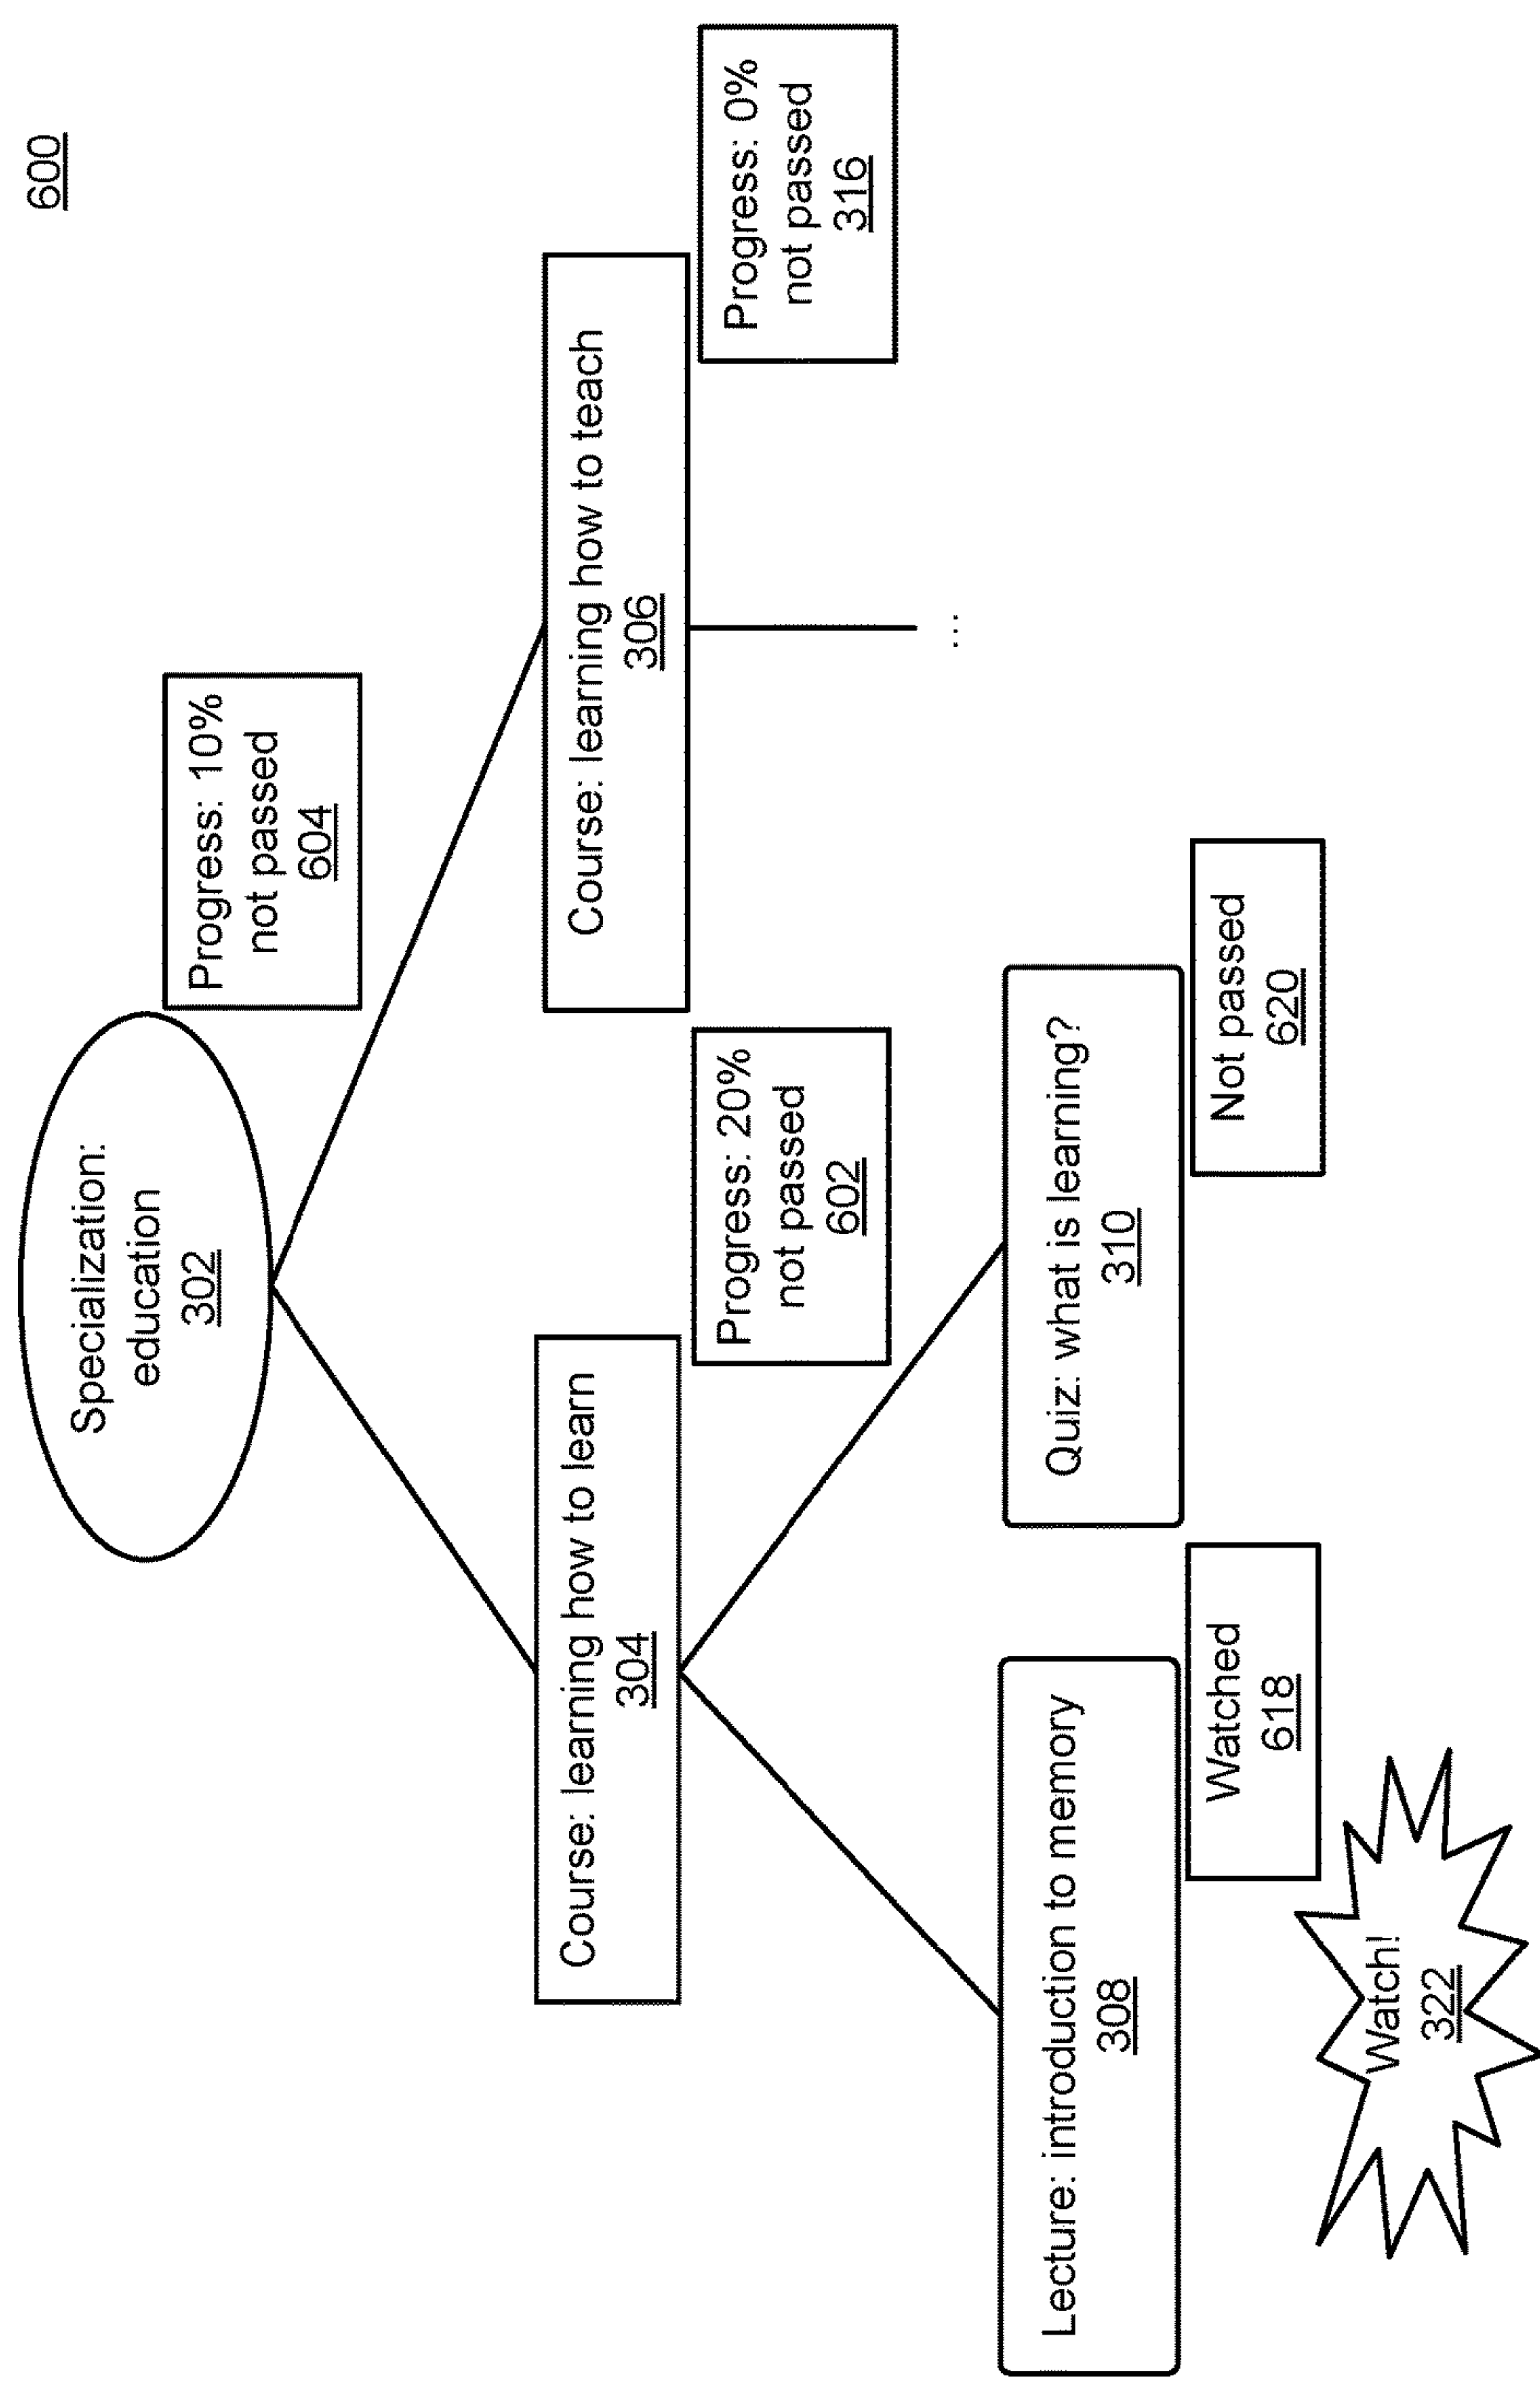 600
Specialization:
education
302
Progress: 10%
not passed
604
Course: learning how to learn
304
Progress: 20%
not passed
602
Course: learning how to teach
306
Progress: 0%
not passed
316
...
Lecture: introduction to memory
308
Watched
618
Watch!
322
Quiz: what is learning?
310
Not passed
620